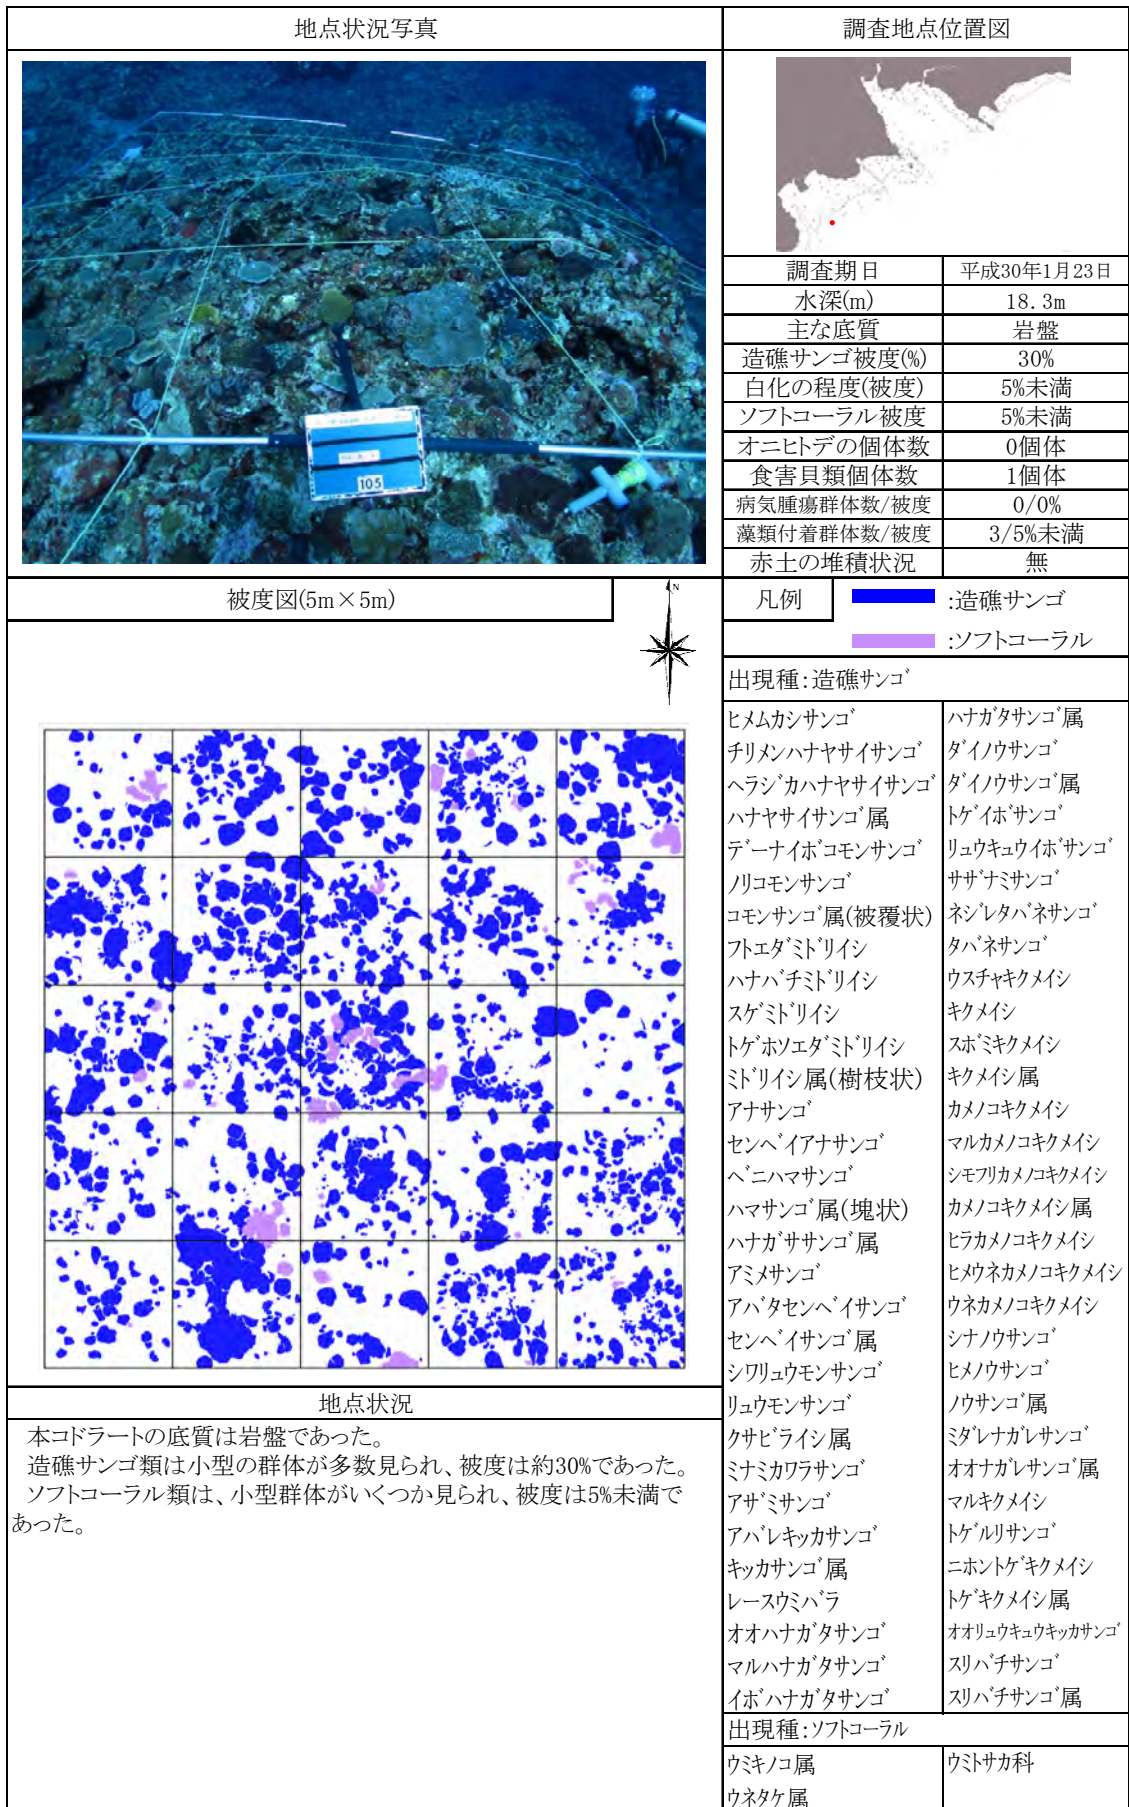 地点状況写真
調査地点位置図
105
調査期日 平成30年1月23日
水深(m) 18.3m
主な底質 岩盤
造礁サンゴ被度(%) 30%
白化の程度(被度) 5%未満
ソフトコーラル被度 5%未満
オニヒトデの個体数 0個体
食害貝類個体数 1個体
病気腫瘍群体数/被度 0/0%
藻類付着群体数/被度 3/5%未満
赤土の堆積状況 無
被度図(5m×5m)
N
凡例
:造礁サンゴ
:ソフトコーラル
出現種:造礁サンゴ
ヒメムカシサンゴ ハナガタサンゴ属
チリメンハナヤサイサンゴ ダイノウサンゴ
ヘラジカハナヤサイサンゴ ダイノウサンゴ属
ハナヤサイサンゴ属 トゲイボサンゴ
デーナイボコモンサンゴ リュウキュウイボサンゴ
ノリコモンサンゴ サザナミサンゴ
コモンサンゴ属(被覆状) ネジレタバネサンゴ
フトエダミドリイシ タバネサンゴ
ハナバチミドリイシ ウスチャキクメイシ
スゲミドリイシ キクメイシ
トゲホソエダミドリイシ スボミキクメイシ
ミドリイシ属(樹枝状) キクメイシ属
アナサンゴ カメノコキクメイシ
センベイアナサンゴ マルカメノコキクメイシ
ベニハマサンゴ シモフリカメノコキクメイシ
ハマサンゴ属(塊状) カメノコキクメイシ属
ハナガササンゴ属 ヒラカメノコキクメイシ
アミメサンゴ ヒメウネカメノコキクメイシ
アバタセンベイサンゴ ウネカメノコキクメイシ
センベイサンゴ属 シナノウサンゴ
シワリュウモンサンゴ ヒメノウサンゴ
リュウモンサンゴ ノウサンゴ属
クサビライシ属 ミダレナガレサンゴ
ミナミカワラサンゴ オオナガレサンゴ属
アザミサンゴ マルキクメイシ
アバレキッカサンゴ トゲルリサンゴ
キッカサンゴ属 ニホントゲキクメイシ
レースウミバラ トゲキクメイシ属
オオハナガタサンゴ オオリュウキュウキッカサンゴ
マルハナガタサンゴ スリバチサンゴ
イボハナガタサンゴ スリバチサンゴ属
出現種:ソフトコーラル
ウミキノコ属 ウミトサカ科
ウネタケ属
地点状況
本コドラートの底質は岩盤であった。
造礁サンゴ類は小型の群体が多数見られ、被度は約30%であった。
ソフトコーラル類は、小型群体がいくつか見られ、被度は5%未満で
あった。